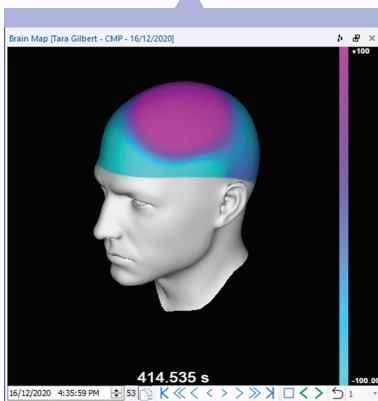 Brain Map [Tara Gilbert - CMP - 16/12/2020]
+100
414.535 s
-100.00
16/12/2020 4:35:59 PM 53 1